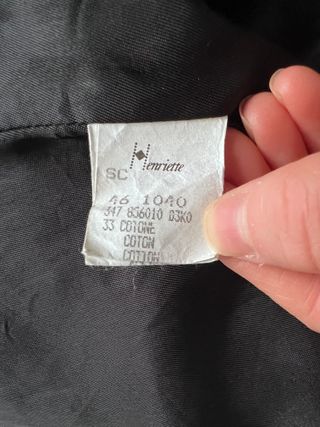 Henriette
SC
46 1040
347 856010 03K0
33 COTONE
COTON
COTTON